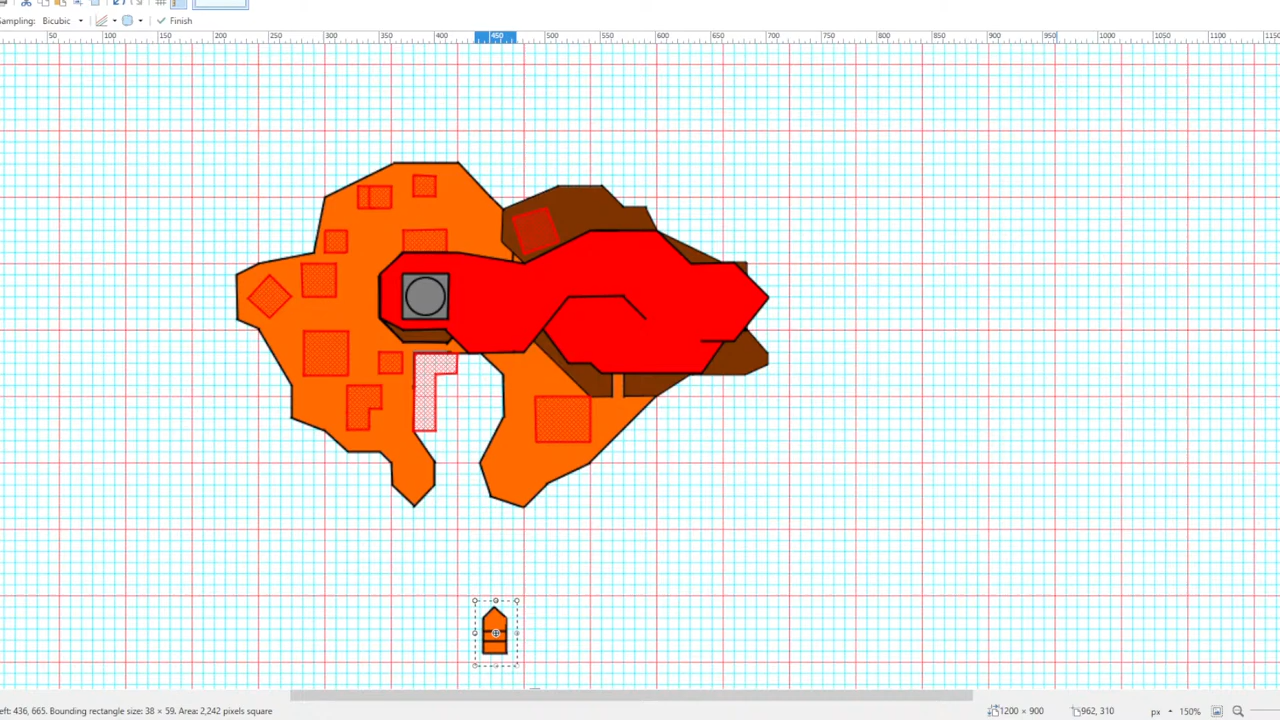 Sampling: Bicubic Finish
50 100 150 200 250 300 350 400 450 500 550 600 650 700 750 800 850 900 950 1000 1050 1100 1150
eft: 436, 665. Bounding rectangle size: 38 × 59. Area: 2,242 pixels square 1200 × 900 962, 310 px 150%